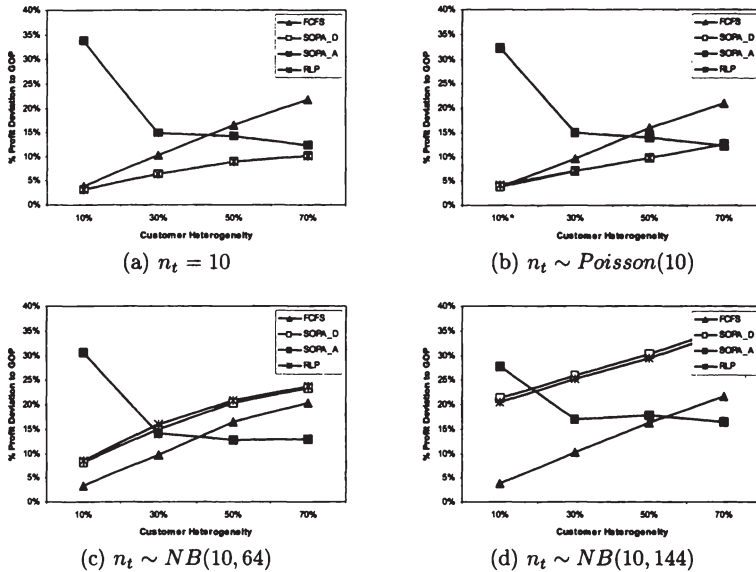 % Profit Deviation to GOP
40%
35%
30%
25%
20%
15%
10%
5%
0%
FCFS
SOPA_D
SOPA_A
RLP
10%
30%
50%
70%
Customer Heterogeneity
(a) n_t = 10
% Profit Deviation to GOP
40%
35%
30%
25%
20%
15%
10%
5%
0%
FCFS
SOPA_D
SOPA_A
RLP
10% *
30%
50%
70%
Customer Heterogeneity
(b) n_t ~ Poisson(10)
% Profit Deviation to GOP
40%
35%
30%
25%
20%
15%
10%
5%
0%
FCFS
SOPA_D
SOPA_A
RLP
10%
30%
50%
70%
Customer Heterogeneity
(c) n_t ~ NB(10, 64)
% Profit Deviation to GOP
40%
35%
30%
25%
20%
15%
10%
5%
0%
FCFS
SOPA_D
SOPA_A
RLP
10%
30%
50%
70%
Customer Heterogeneity
(d) n_t ~ NB(10, 144)